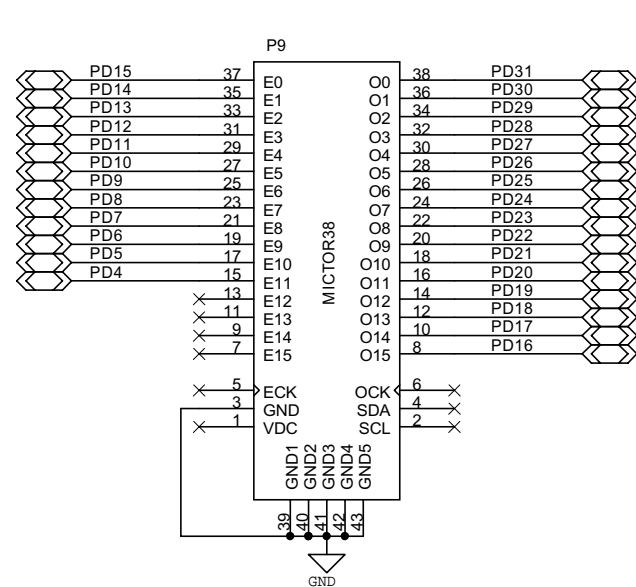 P9
PD15 37 E0 O0 38 PD31
PD14 35 E1 O1 36 PD30
PD13 33 E2 O2 34 PD29
PD12 31 E3 O3 32 PD28
PD11 29 E4 O4 30 PD27
PD10 27 E5 O5 28 PD26
PD9 25 E6 O6 26 PD25
PD8 23 E7 O7 24 PD24
PD7 21 E8 O8 22 PD23
PD6 19 E9 O9 20 PD22
PD5 17 E10 O10 18 PD21
PD4 15 E11 O11 16 PD20
13 E12 O12 14 PD19
11 E13 O13 12 PD18
9 E14 O14 10 PD17
7 E15 O15 8 PD16
MICTOR38
5 ECK OCK 6
3 GND SDA 4
1 VDC SCL 2
GND1 GND2 GND3 GND4 GND5
39 40 41 42 43
GND